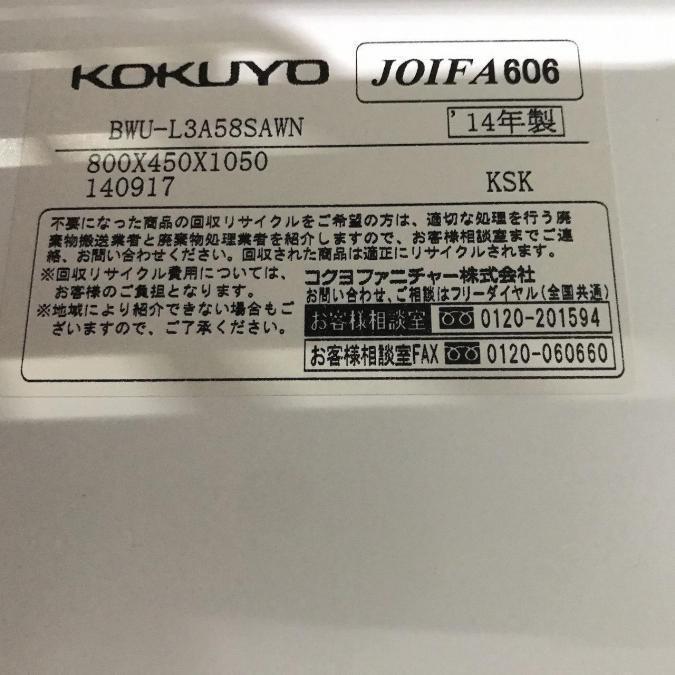 KOKUYO JOIFA606
BWU-L3A58SAWN '14年製
800X450X1050
140917 KSK
不要になった商品の回収リサイクルをご希望の方は、適切な処理を行う廃
棄物搬送業者と廃棄物処理業者を紹介しますので、お客様相談室までご連
絡、お問い合わせください。回収された商品は適正にリサイクルされます。
※回収リサイクル費用については、
お客様のご負担となります。
※地域により紹介できない場合もご
ざいますので、ご了承ください。
コクヨファニチャー株式会社
お問い合わせ、ご相談はフリーダイヤル(全国共通)
お客様相談室 0120-201594
お客様相談室FAX 0120-060660